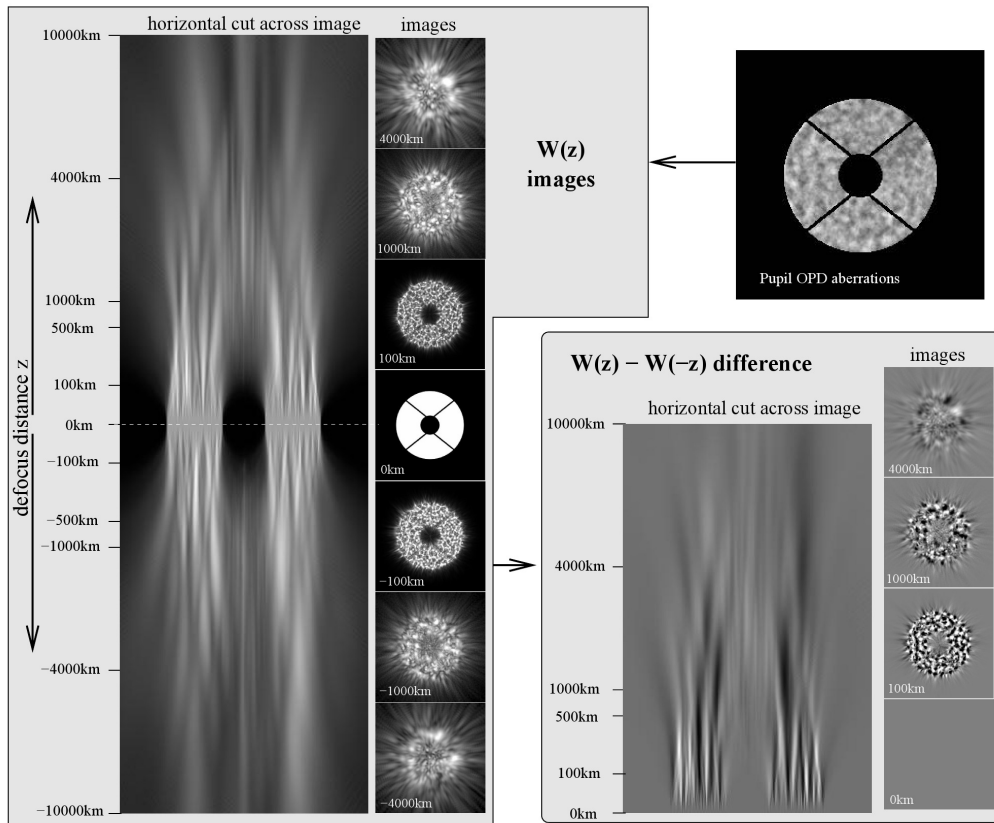 horizontal cut across image
images
10000km
4000km
1000km
500km
100km
0km
−100km
−500km
−1000km
−4000km
−10000km
defocus distance z
4000km
1000km
100km
0km
−100km
−1000km
−4000km
W(z)
images
Pupil OPD aberrations
W(z) − W(−z) difference
images
horizontal cut across image
10000km
4000km
1000km
500km
100km
0km
4000km
1000km
100km
0km